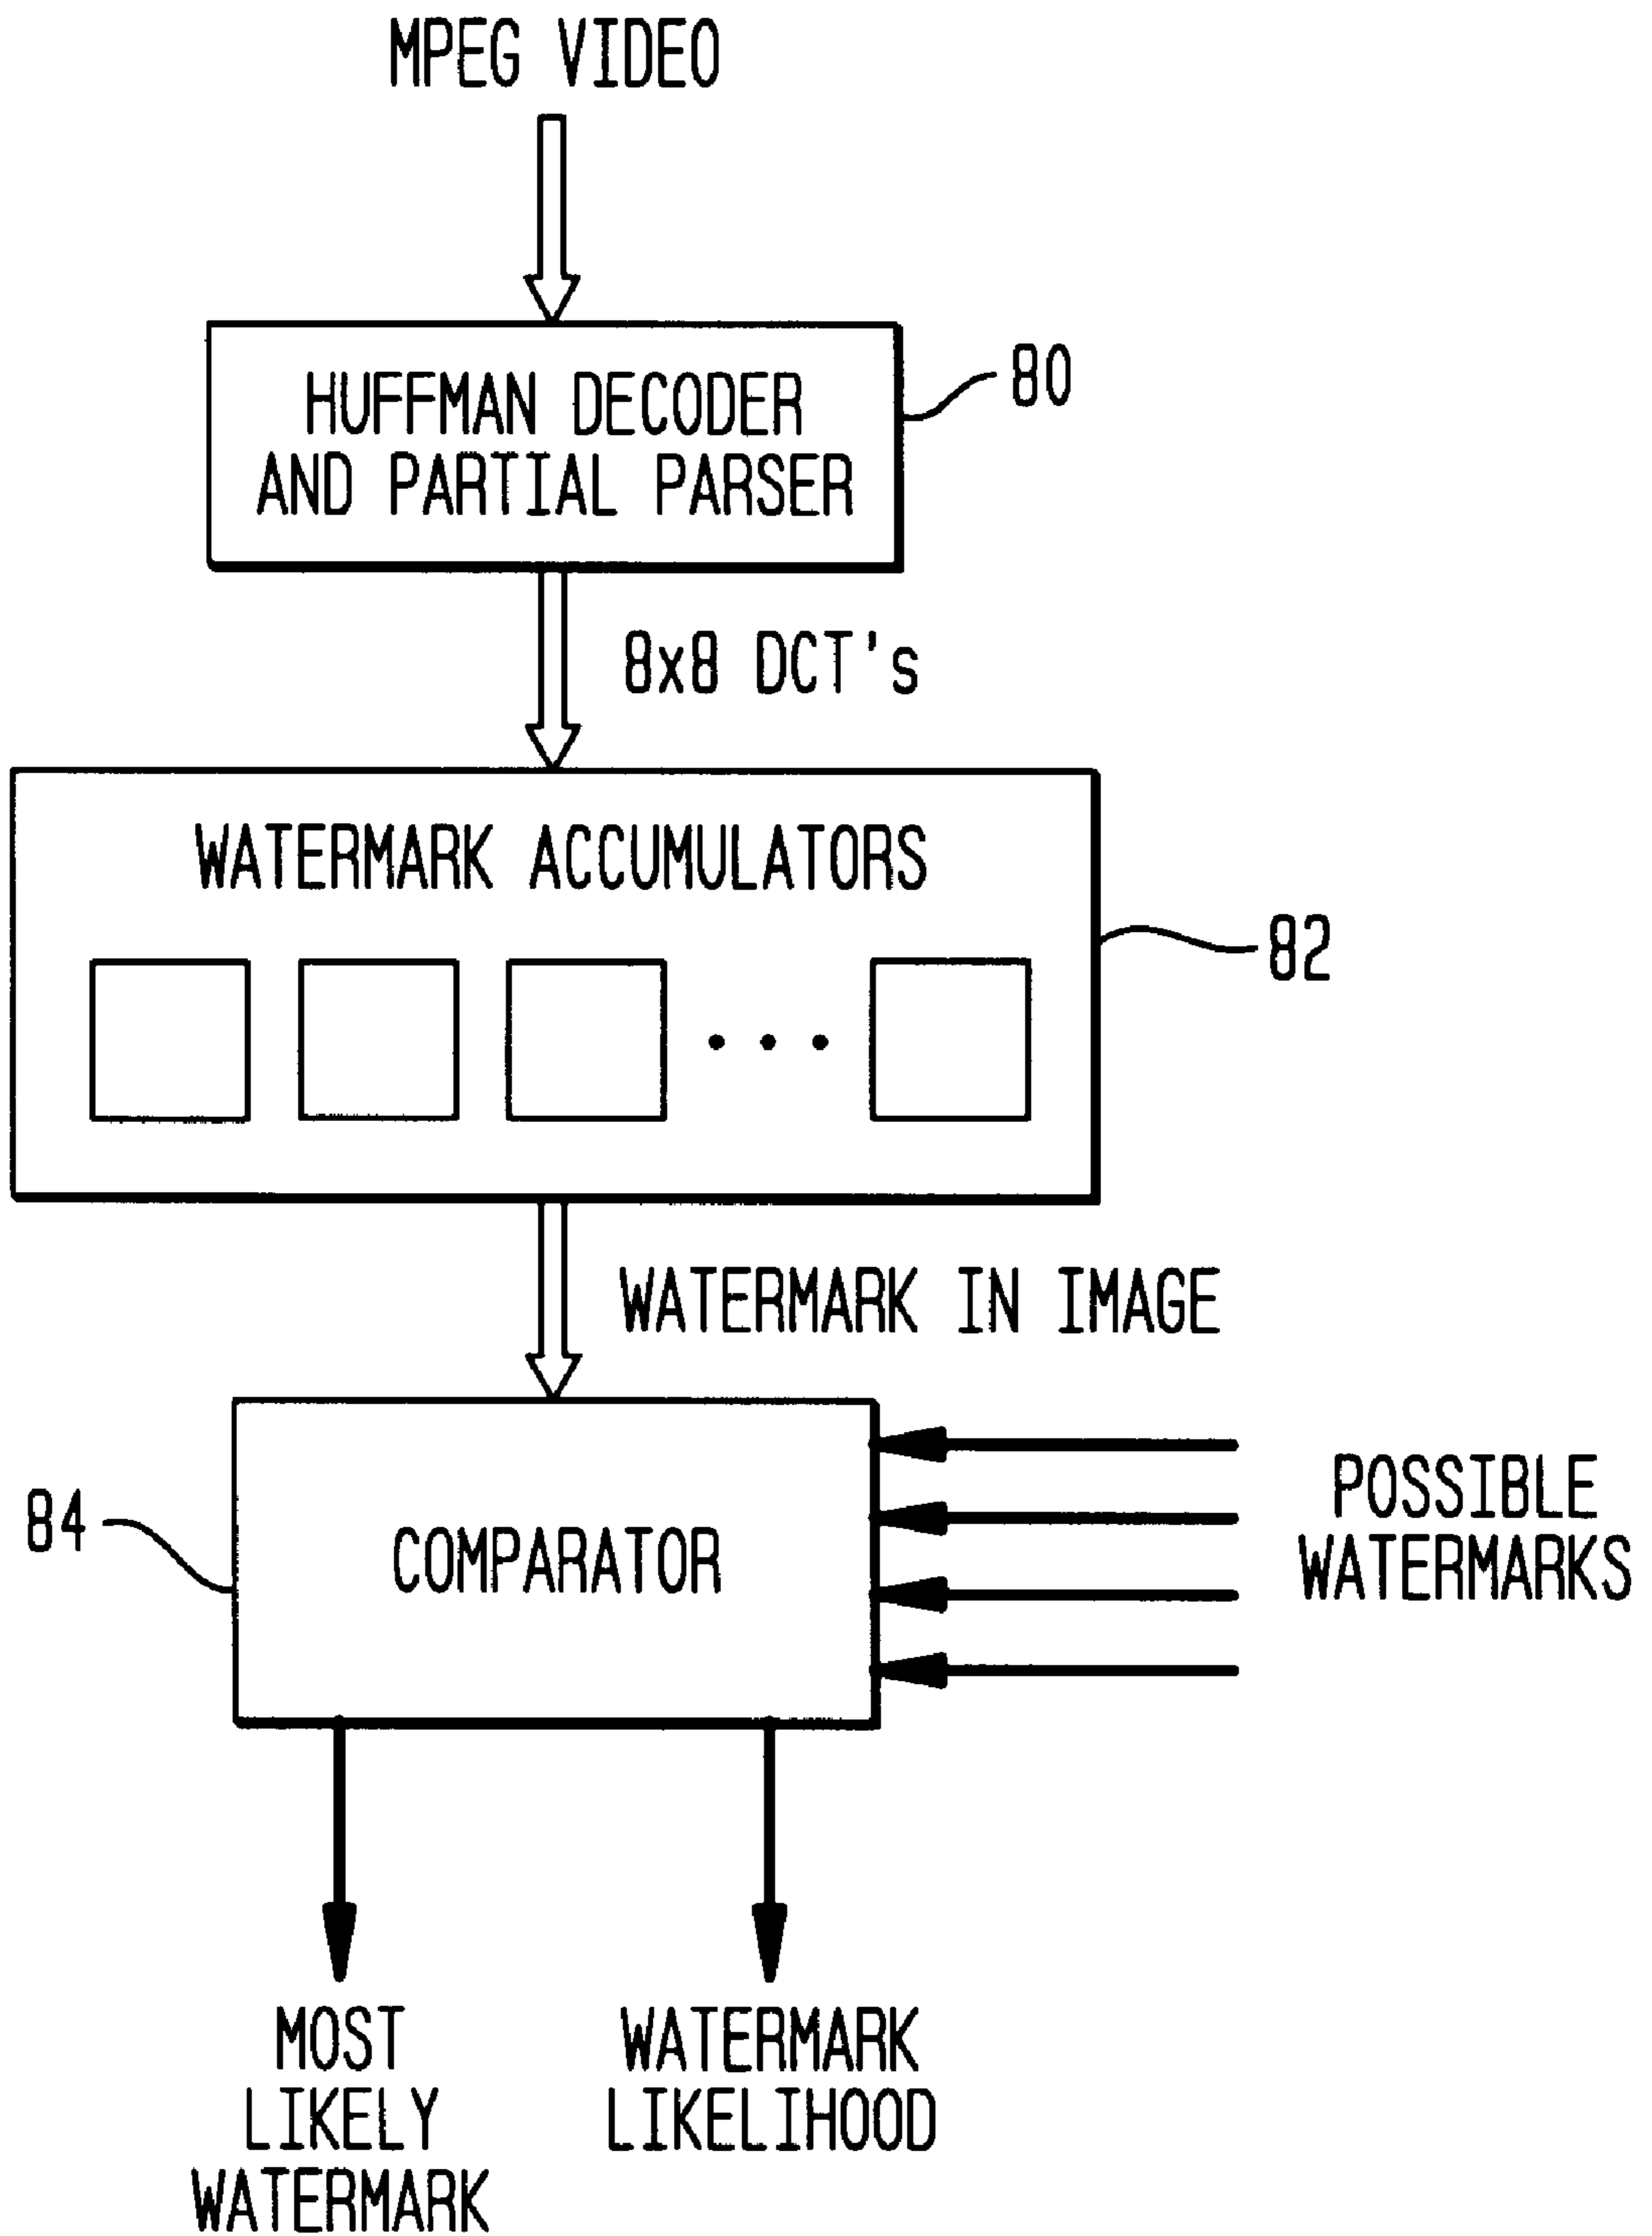 MPEG VIDEO
HUFFMAN DECODER
AND PARTIAL PARSER
80
8x8 DCT's
WATERMARK ACCUMULATORS
82
WATERMARK IN IMAGE
84
COMPARATOR
POSSIBLE
WATERMARKS
MOST
LIKELY
WATERMARK
WATERMARK
LIKELIHOOD